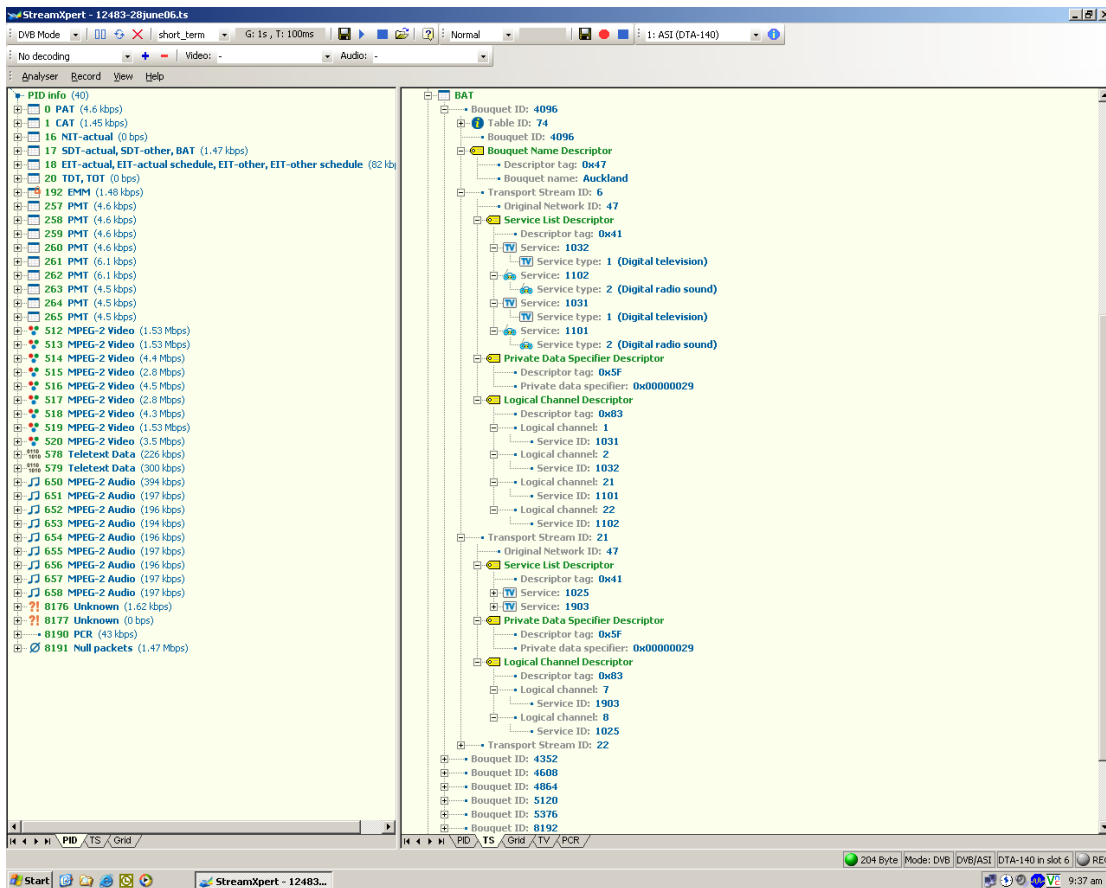 StreamXpert - 12483-28june06.ts
DVB Mode short_term G: 1s , T: 100ms Normal 1: ASI (DTA-140)
No decoding Video: - Audio: -
Analyser Record View Help
PID info (40)
0 PAT (4.6 kbps)
1 CAT (1.45 kbps)
16 NIT-actual (0 bps)
17 SDT-actual, SDT-other, BAT (1.47 kbps)
18 EIT-actual, EIT-actual schedule, EIT-other, EIT-other schedule (82 kb
20 TDT, TOT (0 bps)
192 EMM (1.48 kbps)
257 PMT (4.6 kbps)
258 PMT (4.6 kbps)
259 PMT (4.6 kbps)
260 PMT (4.6 kbps)
261 PMT (6.1 kbps)
262 PMT (6.1 kbps)
263 PMT (4.5 kbps)
264 PMT (4.5 kbps)
265 PMT (4.5 kbps)
512 MPEG-2 Video (1.53 Mbps)
513 MPEG-2 Video (1.53 Mbps)
514 MPEG-2 Video (4.4 Mbps)
515 MPEG-2 Video (2.8 Mbps)
516 MPEG-2 Video (4.5 Mbps)
517 MPEG-2 Video (2.8 Mbps)
518 MPEG-2 Video (4.3 Mbps)
519 MPEG-2 Video (1.53 Mbps)
520 MPEG-2 Video (3.5 Mbps)
578 Teletext Data (226 kbps)
579 Teletext Data (300 kbps)
650 MPEG-2 Audio (394 kbps)
651 MPEG-2 Audio (197 kbps)
652 MPEG-2 Audio (196 kbps)
653 MPEG-2 Audio (194 kbps)
654 MPEG-2 Audio (196 kbps)
655 MPEG-2 Audio (197 kbps)
656 MPEG-2 Audio (196 kbps)
657 MPEG-2 Audio (197 kbps)
658 MPEG-2 Audio (197 kbps)
8176 Unknown (1.62 kbps)
8177 Unknown (0 bps)
8190 PCR (43 kbps)
8191 Null packets (1.47 Mbps)
PID TS Grid
BAT
Bouquet ID: 4096
Table ID: 74
Bouquet ID: 4096
Bouquet Name Descriptor
Descriptor tag: 0x47
Bouquet name: Auckland
Transport Stream ID: 6
Original Network ID: 47
Service List Descriptor
Descriptor tag: 0x41
TV Service: 1032
TV Service type: 1 (Digital television)
Service: 1102
Service type: 2 (Digital radio sound)
TV Service: 1031
TV Service type: 1 (Digital television)
Service: 1101
Service type: 2 (Digital radio sound)
Private Data Specifier Descriptor
Descriptor tag: 0x5F
Private data specifier: 0x00000029
Logical Channel Descriptor
Descriptor tag: 0x83
Logical channel: 1
Service ID: 1031
Logical channel: 2
Service ID: 1032
Logical channel: 21
Service ID: 1101
Logical channel: 22
Service ID: 1102
Transport Stream ID: 21
Original Network ID: 47
Service List Descriptor
Descriptor tag: 0x41
TV Service: 1025
TV Service: 1903
Private Data Specifier Descriptor
Descriptor tag: 0x5F
Private data specifier: 0x00000029
Logical Channel Descriptor
Descriptor tag: 0x83
Logical channel: 7
Service ID: 1903
Logical channel: 8
Service ID: 1025
Transport Stream ID: 22
Bouquet ID: 4352
Bouquet ID: 4608
Bouquet ID: 4864
Bouquet ID: 5120
Bouquet ID: 5376
Bouquet ID: 8192
PID TS Grid TV PCR
204 Byte Mode: DVB DVB/ASI DTA-140 in slot 6 RE
Start StreamXpert - 12483... 9:37 am